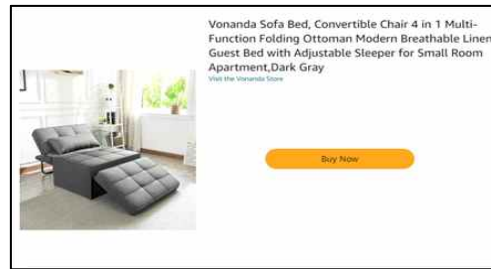 Vonanda Sofa Bed, Convertible Chair 4 in 1 Multi-
Function Folding Ottoman Modern Breathable Linen
Guest Bed with Adjustable Sleeper for Small Room
Apartment,Dark Gray
Visit the Vonanda Store
Buy Now